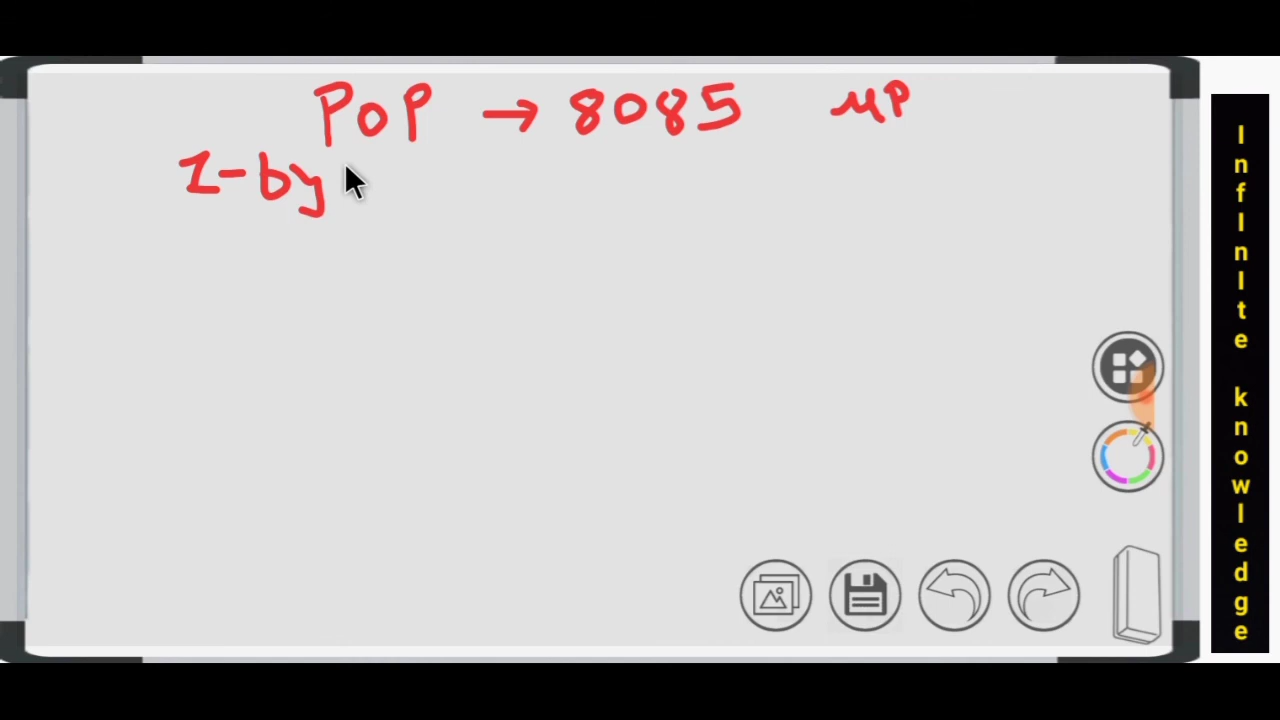 POP → 8085 μP
1-by
InfInIte knowledge